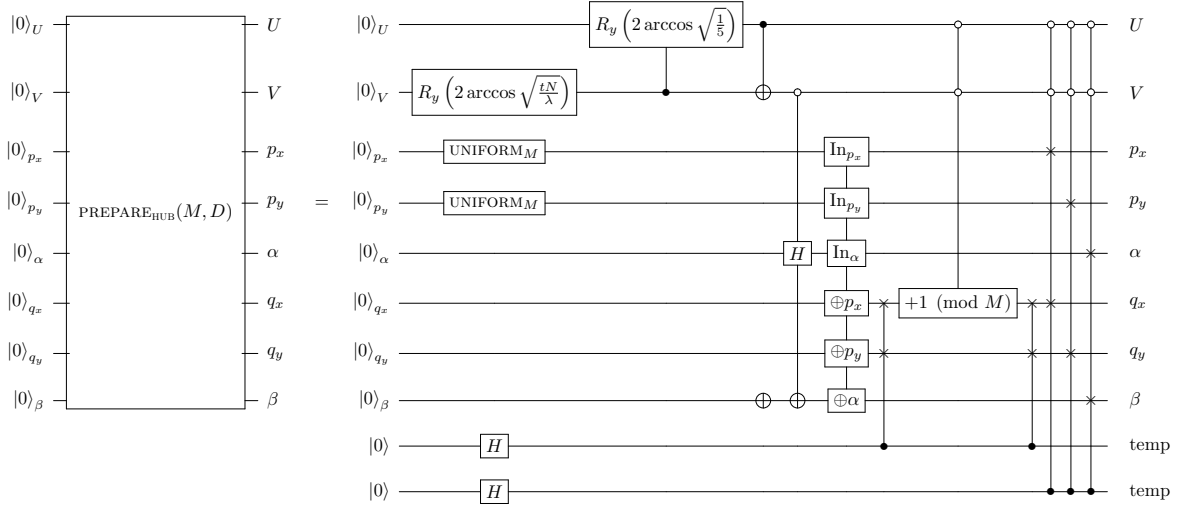 |0⟩_U U |0⟩_U R_y (2 arccos √(1/5)) U
|0⟩_V V |0⟩_V R_y (2 arccos √(tN/λ)) V
|0⟩_{p_x} p_x |0⟩_{p_x} UNIFORM_M In_{p_x} p_x
PREPARE_HUB(M, D) |0⟩_{p_y} p_y = |0⟩_{p_y} UNIFORM_M In_{p_y} p_y
|0⟩_α α |0⟩_α H In_α α
|0⟩_{q_x} q_x |0⟩_{q_x} ⊕p_x +1 (mod M) q_x
|0⟩_{q_y} q_y |0⟩_{q_y} ⊕p_y q_y
|0⟩_β β |0⟩_β ⊕α β
|0⟩ H temp
|0⟩ H temp